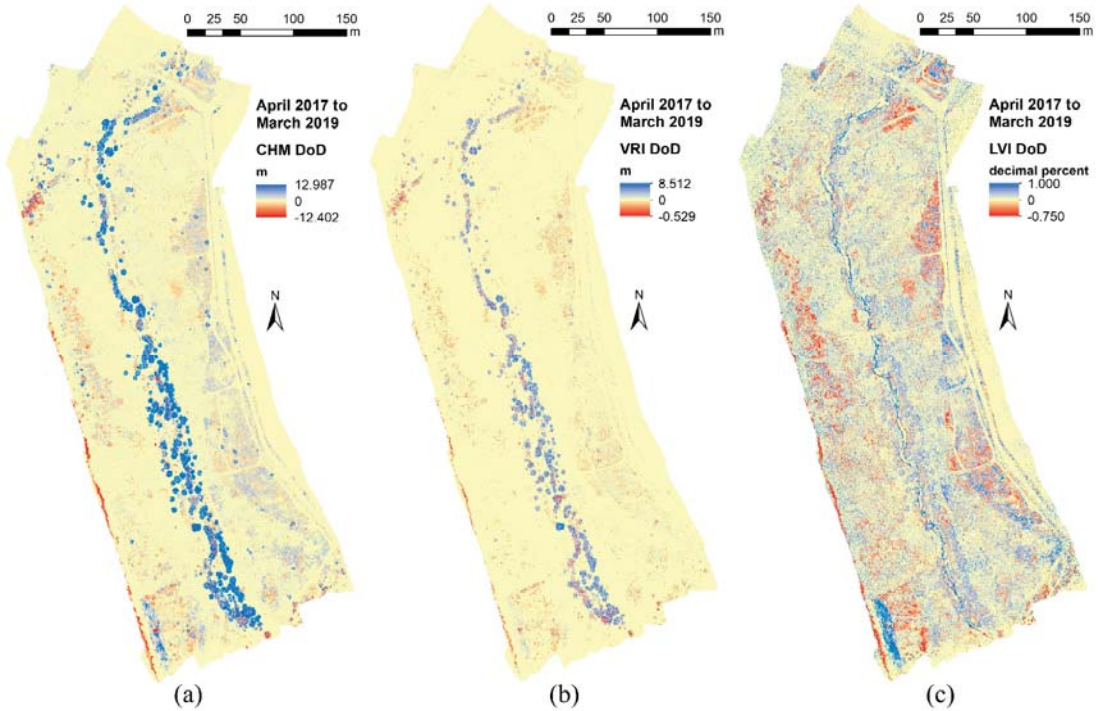 0 25 50 100 150
m
April 2017 to
March 2019
CHM DoD
m
12.987
0
-12.402
N
(a)
0 25 50 100 150
m
April 2017 to
March 2019
VRI DoD
m
8.512
0
-0.529
N
(b)
0 25 50 100 150
m
April 2017 to
March 2019
LVI DoD
decimal percent
1.000
0
-0.750
N
(c)